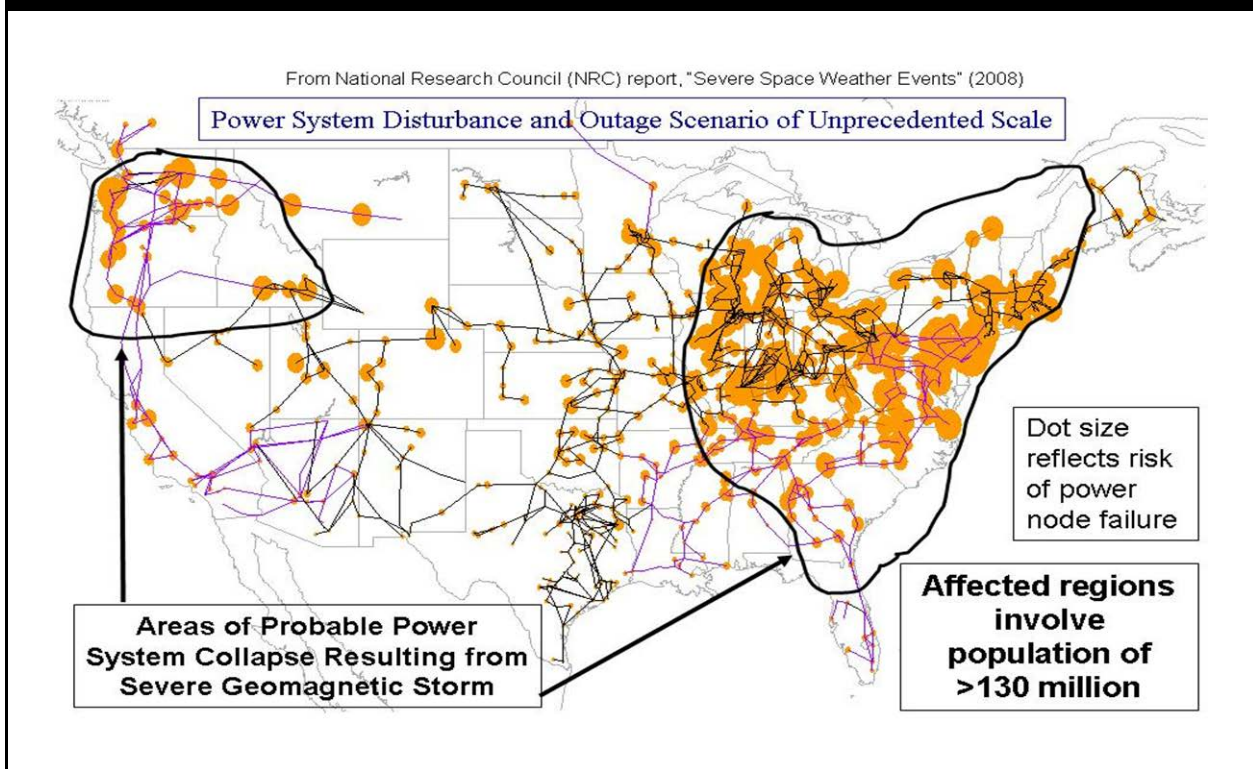 From National Research Council (NRC) report, "Severe Space Weather Events" (2008)
Power System Disturbance and Outage Scenario of Unprecedented Scale
Dot size
reflects risk
of power
node failure
Areas of Probable Power
System Collapse Resulting from
Severe Geomagnetic Storm
Affected regions
involve
population of
>130 million